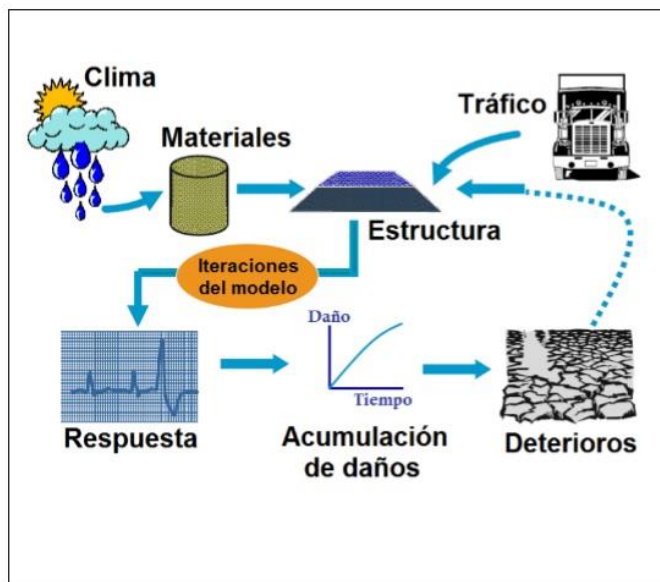 Clima
Tráfico
Materiales
Estructura
Iteraciones
del modelo
Daño
Tiempo
Respuesta
Acumulación
de daños
Deterioros